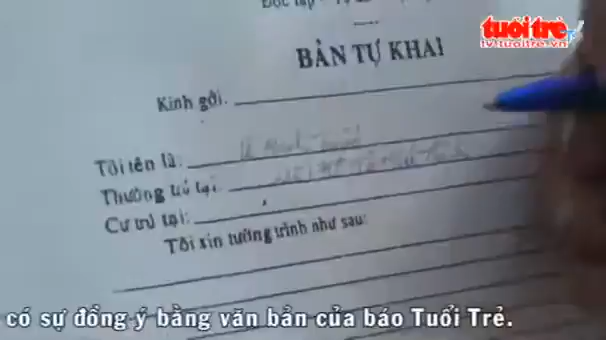 tuổi trẻ
tv.tuoitre.vn
BẢN TỰ KHAI
Kính gởi:
Tôi tên là:
Thường trú tại:
Cư trú tại:
Tôi xin tường trình như sau:
có sự đồng ý bằng văn bản của báo Tuổi Trẻ.